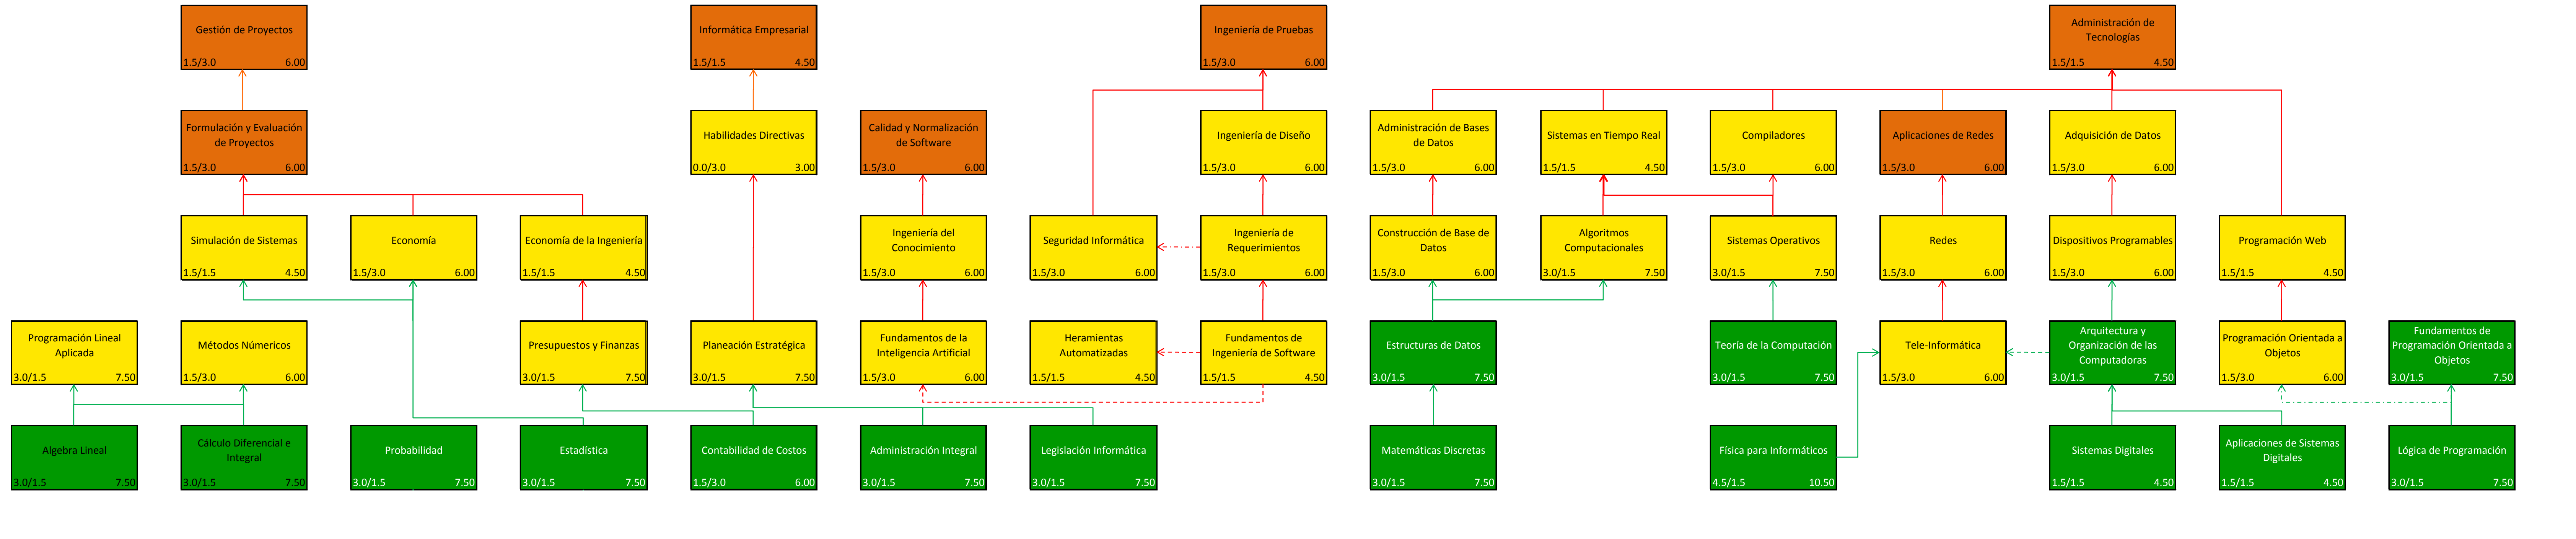 Gestión de Proyectos
1.5/3.0 6.00
Informática Empresarial
1.5/1.5 4.50
Ingeniería de Pruebas
1.5/3.0 6.00
Administración de
Tecnologías
1.5/1.5 4.50
Formulación y Evaluación
de Proyectos
1.5/3.0 6.00
Habilidades Directivas
0.0/3.0 3.00
Calidad y Normalización
de Software
1.5/3.0 6.00
Ingeniería de Diseño
1.5/3.0 6.00
Administración de Bases
de Datos
1.5/3.0 6.00
Sistemas en Tiempo Real
1.5/1.5 4.50
Compiladores
1.5/3.0 6.00
Aplicaciones de Redes
1.5/3.0 6.00
Adquisición de Datos
1.5/3.0 6.00
Simulación de Sistemas
1.5/1.5 4.50
Economía
1.5/3.0 6.00
Economía de la Ingeniería
1.5/1.5 4.50
Ingeniería del
Conocimiento
1.5/3.0 6.00
Seguridad Informática
1.5/3.0 6.00
Ingeniería de
Requerimientos
1.5/3.0 6.00
Construcción de Base de
Datos
1.5/3.0 6.00
Algoritmos
Computacionales
3.0/1.5 7.50
Sistemas Operativos
3.0/1.5 7.50
Redes
1.5/3.0 6.00
Dispositivos Programables
1.5/3.0 6.00
Programación Web
1.5/1.5 4.50
Programación Lineal
Aplicada
3.0/1.5 7.50
Métodos Númericos
1.5/3.0 6.00
Presupuestos y Finanzas
3.0/1.5 7.50
Planeación Estratégica
3.0/1.5 7.50
Fundamentos de la
Inteligencia Artificial
1.5/3.0 6.00
Heramientas
Automatizadas
1.5/1.5 4.50
Fundamentos de
Ingeniería de Software
1.5/1.5 4.50
Estructuras de Datos
3.0/1.5 7.50
Teoría de la Computación
3.0/1.5 7.50
Tele-Informática
1.5/3.0 6.00
Arquitectura y
Organización de las
Computadoras
3.0/1.5 7.50
Programación Orientada a
Objetos
1.5/3.0 6.00
Fundamentos de
Programación Orientada a
Objetos
3.0/1.5 7.50
Algebra Lineal
3.0/1.5 7.50
Cálculo Diferencial e
Integral
3.0/1.5 7.50
Probabilidad
3.0/1.5 7.50
Estadística
3.0/1.5 7.50
Contabilidad de Costos
1.5/3.0 6.00
Administración Integral
3.0/1.5 7.50
Legislación Informática
3.0/1.5 7.50
Matemáticas Discretas
3.0/1.5 7.50
Física para Informáticos
4.5/1.5 10.50
Sistemas Digitales
1.5/1.5 4.50
Aplicaciones de Sistemas
Digitales
1.5/1.5 4.50
Lógica de Programación
3.0/1.5 7.50